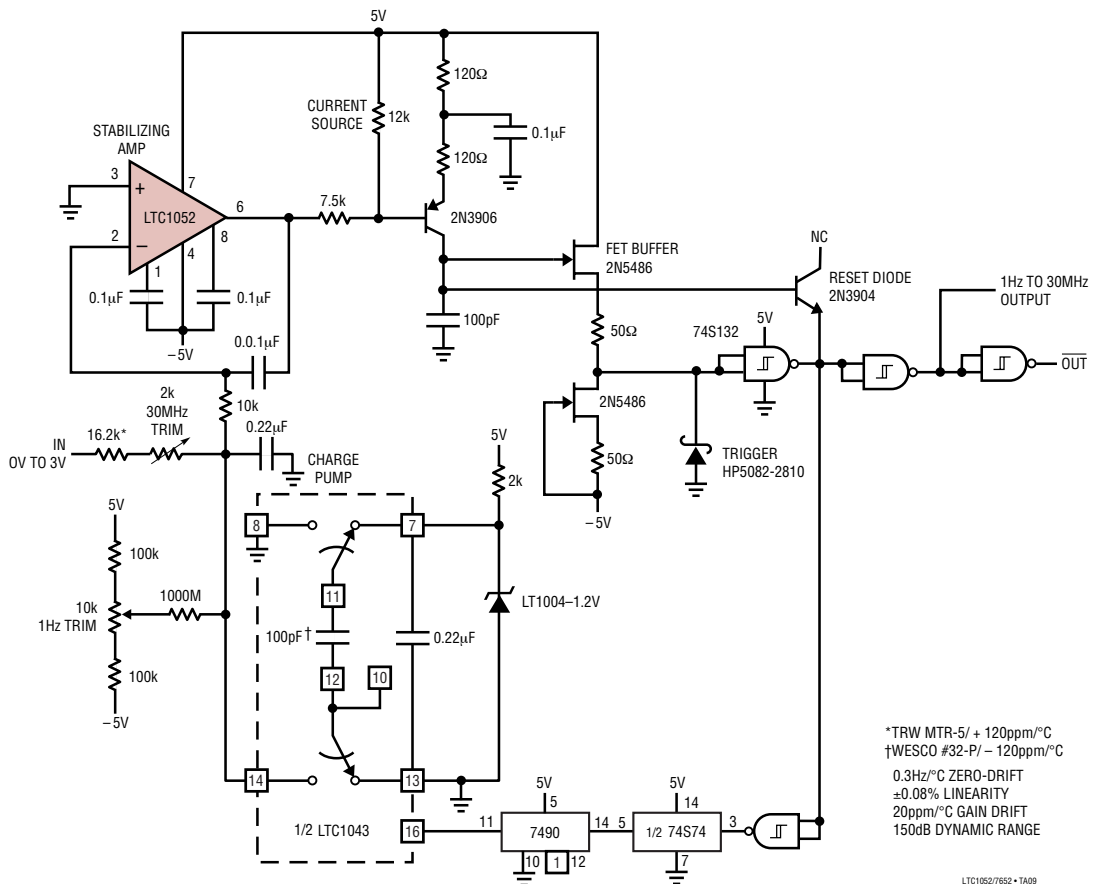 5V
120Ω
CURRENT
SOURCE
12k
0.1µF
STABILIZING
AMP
120Ω
3
+
7
LTC1052
6
7.5k
2N3906
2
–
8
4
1
FET BUFFER
2N5486
NC
RESET DIODE
2N3904
1Hz TO 30MHz
OUTPUT
0.1µF
0.1µF
–5V
100pF
50Ω
5V
74S132
0.0.1µF
OUT
2k
30MHz
TRIM
10k
2N5486
IN
0V TO 3V
16.2k*
0.22µF
CHARGE
PUMP
5V
2k
50Ω
TRIGGER
HP5082-2810
–5V
5V
8
7
100k
11
LT1004–1.2V
10k
1Hz TRIM
1000M
100pF†
0.22µF
12
10
100k
–5V
*TRW MTR-5/ + 120ppm/°C
†WESCO #32-P/ – 120ppm/°C
0.3Hz/°C ZERO-DRIFT
±0.08% LINEARITY
20ppm/°C GAIN DRIFT
150dB DYNAMIC RANGE
14
13
5V
5
5V
14
1/2 LTC1043
16
11
7490
14
5
1/2 74S74
3
10
1
12
7
LTC1052/7652 • TA09